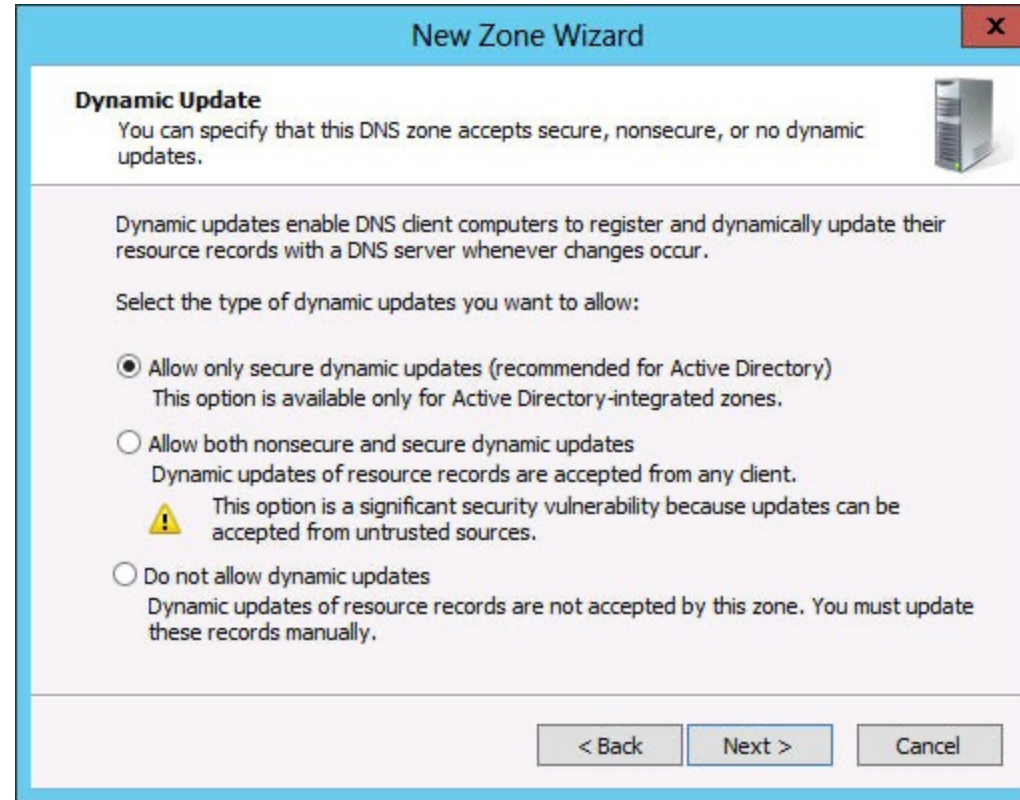 New Zone Wizard
x
Dynamic Update
You can specify that this DNS zone accepts secure, nonsecure, or no dynamic
updates.
Dynamic updates enable DNS client computers to register and dynamically update their
resource records with a DNS server whenever changes occur.
Select the type of dynamic updates you want to allow:
Allow only secure dynamic updates (recommended for Active Directory)
This option is available only for Active Directory-integrated zones.
Allow both nonsecure and secure dynamic updates
Dynamic updates of resource records are accepted from any client.
This option is a significant security vulnerability because updates can be
accepted from untrusted sources.
Do not allow dynamic updates
Dynamic updates of resource records are not accepted by this zone. You must update
these records manually.
< Back Next > Cancel